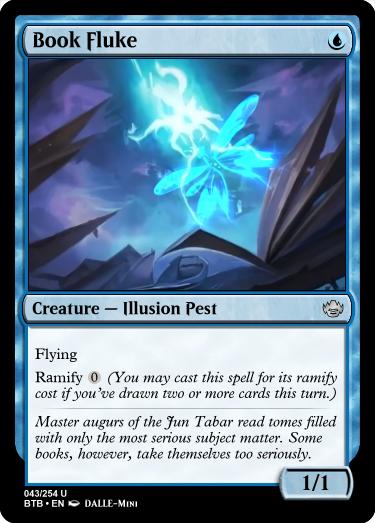 Book Fluke
Creature — Illusion Pest
Flying
Ramify 0 (You may cast this spell for its ramify
cost if you've drawn two or more cards this turn.)
Master augurs of the Jun Tabar read tomes filled
with only the most serious subject matter. Some
books, however, take themselves too seriously.
1/1
043/254 U
BTB • EN DALLE-Mini